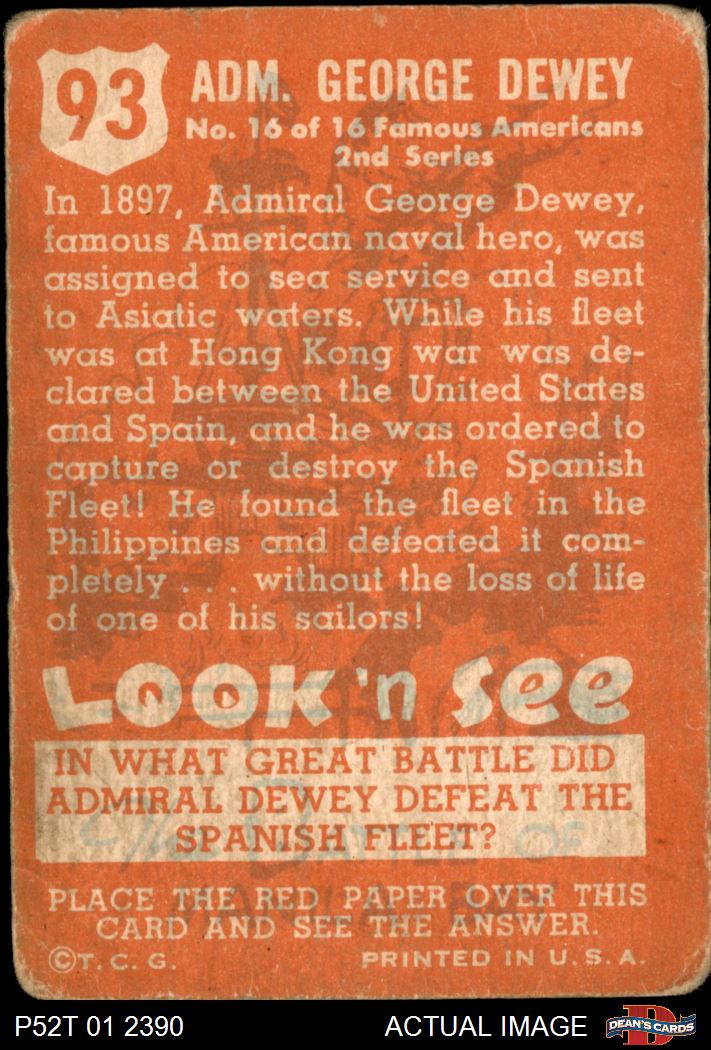 93
ADM. GEORGE DEWEY
No. 16 of 16 Famous Americans
2nd Series
In 1897, Admiral George Dewey,
famous American naval hero, was
assigned to sea service and sent
to Asiatic waters. While his fleet
was at Hong Kong war was de-
clared between the United States
and Spain, and he was ordered to
capture or destroy the Spanish
Fleet! He found the fleet in the
Philippines and defeated it com-
pletely . . . without the loss of life
of one of his sailors!
LOOK 'n See
IN WHAT GREAT BATTLE DID
ADMIRAL DEWEY DEFEAT THE
SPANISH FLEET?
The BATTLE OF
MANILA BAY
PLACE THE RED PAPER OVER THIS
CARD AND SEE THE ANSWER.
©T. C. G.
PRINTED IN U. S. A.
P52T 01 2390
ACTUAL IMAGE
DEAN'S CARDS